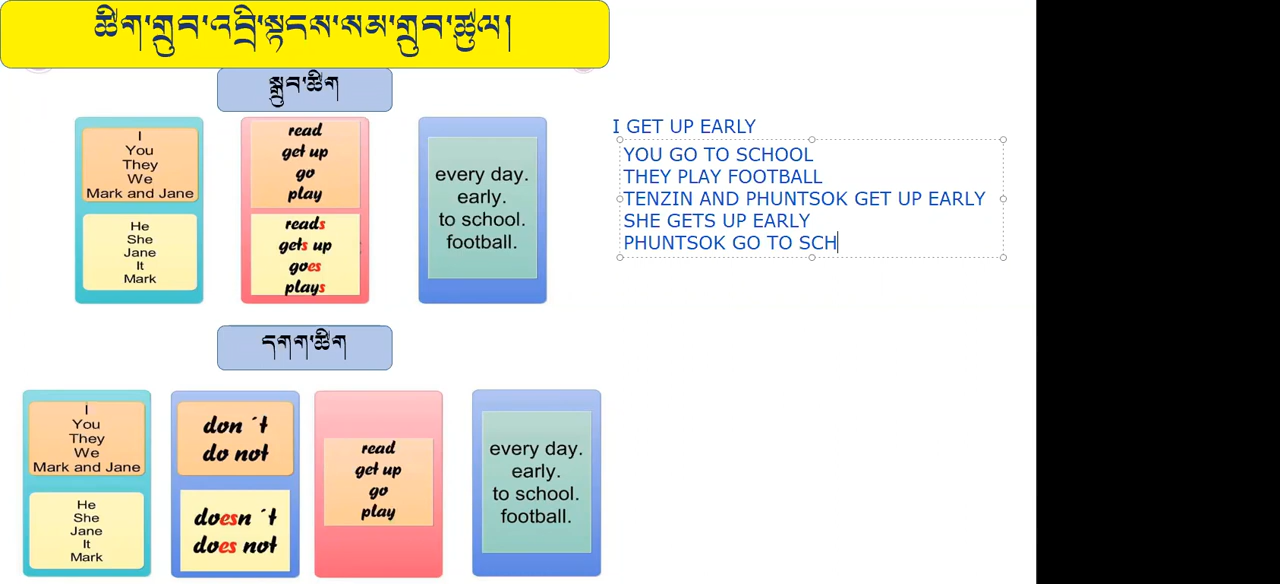 ཚིག་གྲུབ་འབྲི་སྟངས་སམ་གྲུབ་ཚུལ།
སྒྲུབ་ཚིག
I
You
They
We
Mark and Jane
He
She
Jane
It
Mark
read
get up
go
play
reads
gets up
goes
plays
every day.
early.
to school.
football.
I GET UP EARLY
YOU GO TO SCHOOL
THEY PLAY FOOTBALL
TENZIN AND PHUNTSOK GET UP EARLY
SHE GETS UP EARLY
PHUNTSOK GO TO SCH
དགག་ཚིག
I
You
They
We
Mark and Jane
He
She
Jane
It
Mark
don´t
do not
doesn´t
does not
read
get up
go
play
every day.
early.
to school.
football.